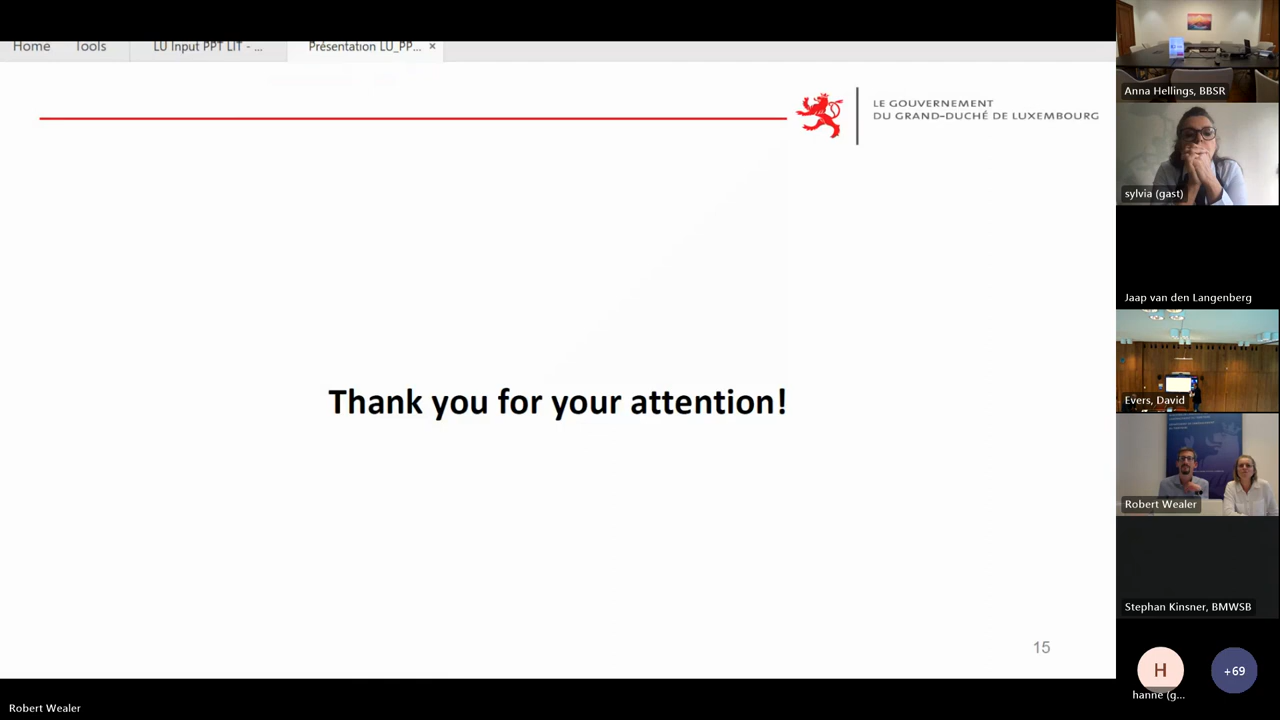 Home Tools LU Input PPT LIT - ... Présentation LU_PP... ×
LE GOUVERNEMENT
DU GRAND-DUCHÉ DE LUXEMBOURG
Thank you for your attention!
15
Robert Wealer
Anna Hellings, BBSR
sylvia (gast)
Jaap van den Langenberg
Evers, David
Robert Wealer
Stephan Kinsner, BMWSB
H
+69
hanne (g...